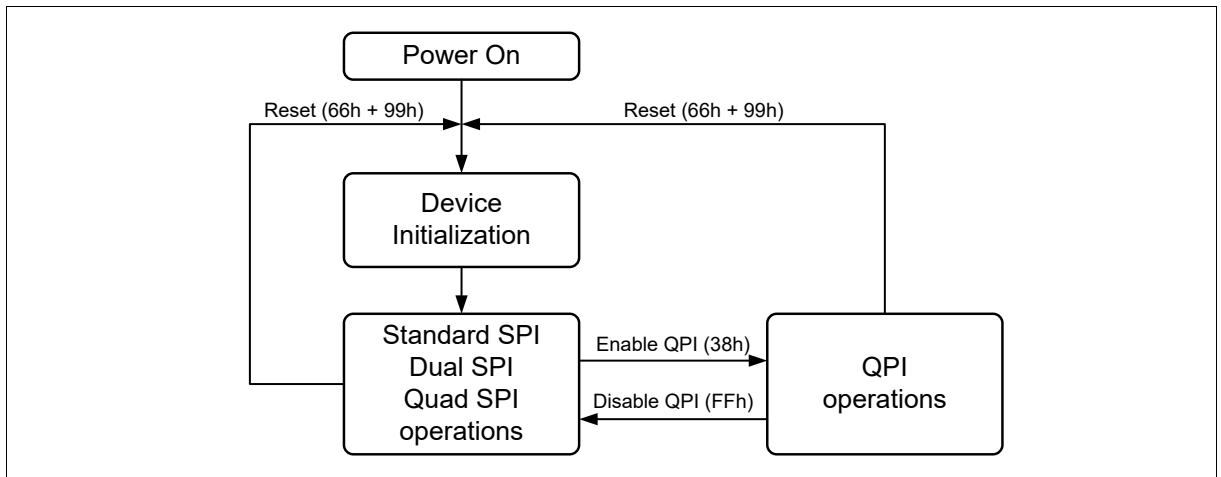 Power On
Reset (66h + 99h)
Reset (66h + 99h)
Device
Initialization
Standard SPI
Dual SPI
Quad SPI
operations
Enable QPI (38h)
Disable QPI (FFh)
QPI
operations